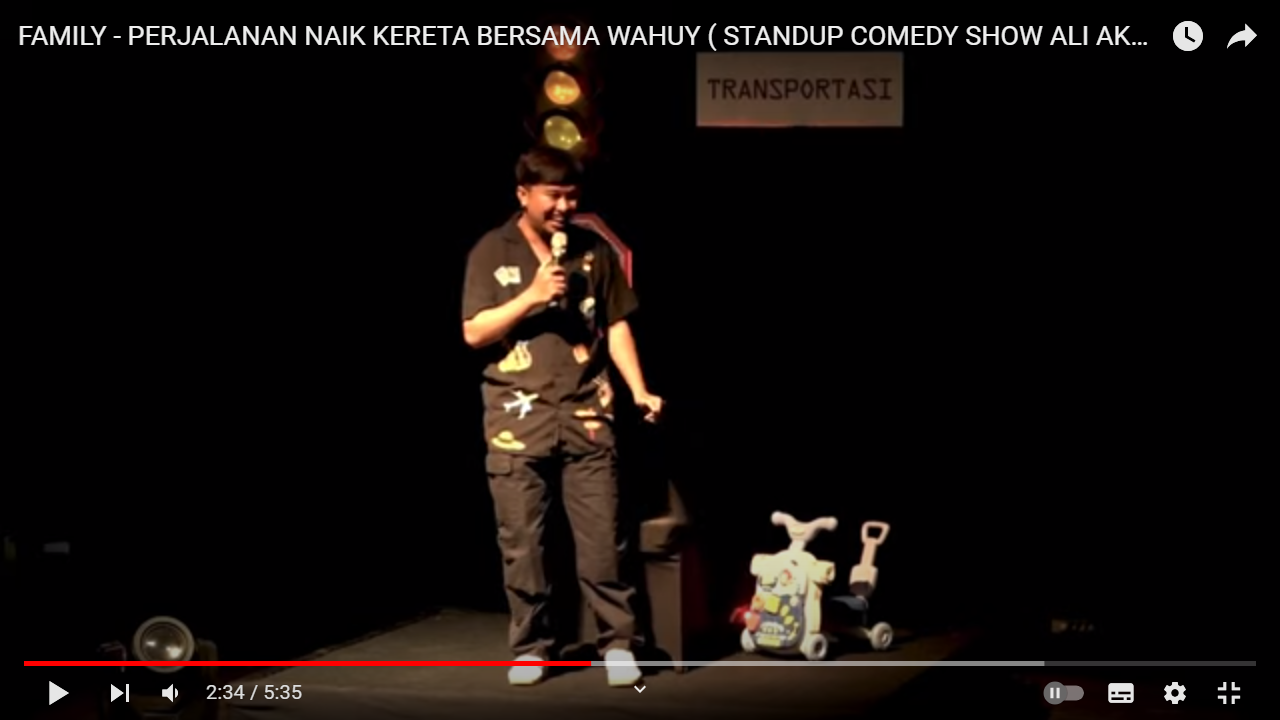 FAMILY - PERJALANAN NAIK KERETA BERSAMA WAHUY ( STANDUP COMEDY SHOW ALI AK...
TRANSPORTASI
2:34 / 5:35